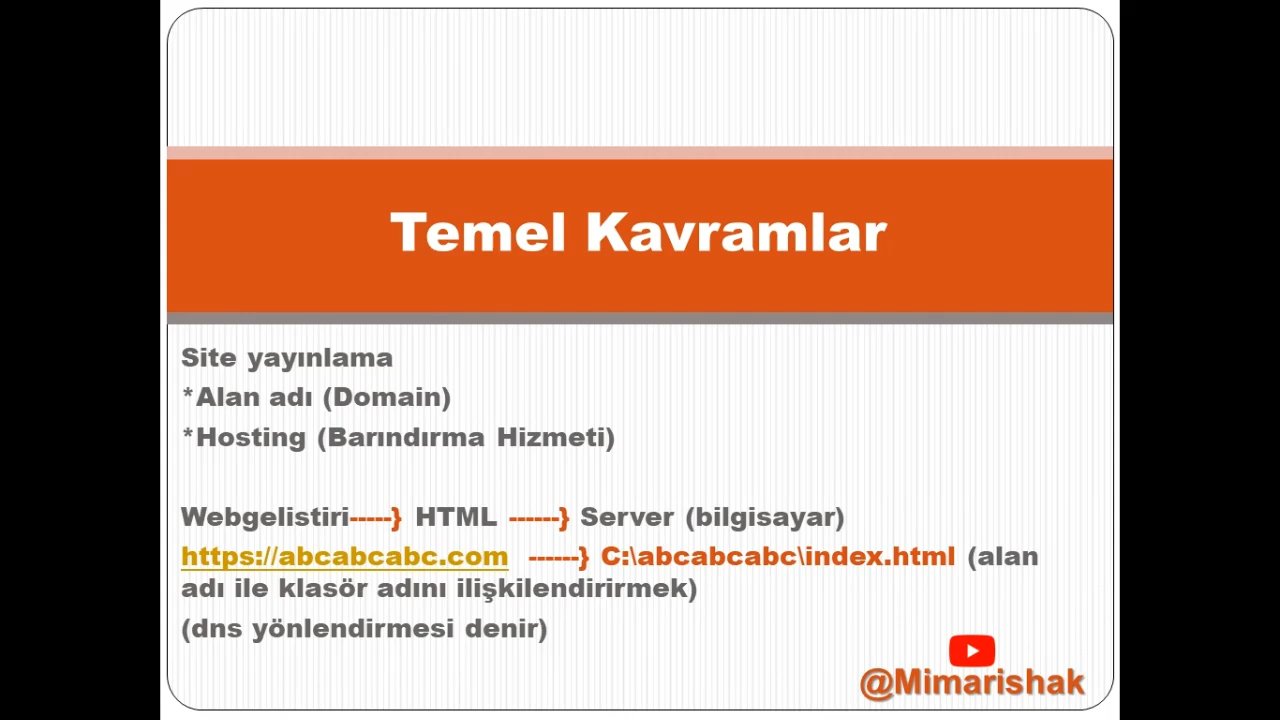 Temel Kavramlar
Site yayınlama
*Alan adı (Domain)
*Hosting (Barındırma Hizmeti)
Webgelistiri-----} HTML ------} Server (bilgisayar)
https://abcabcabc.com ------} C:\abcabcabc\index.html (alan
adı ile klasör adını ilişkilendirirmek)
(dns yönlendirmesi denir)
@Mimarishak